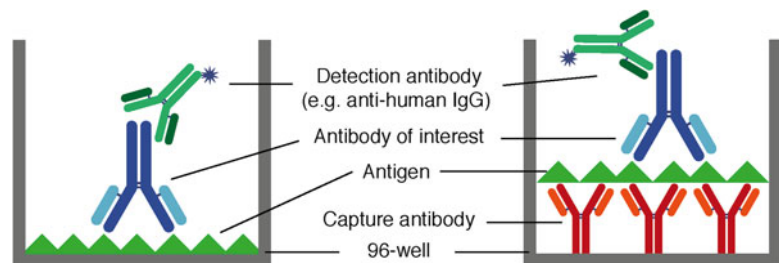 Detection antibody
(e.g. anti-human IgG)
Antibody of interest
Antigen
Capture antibody
96-well